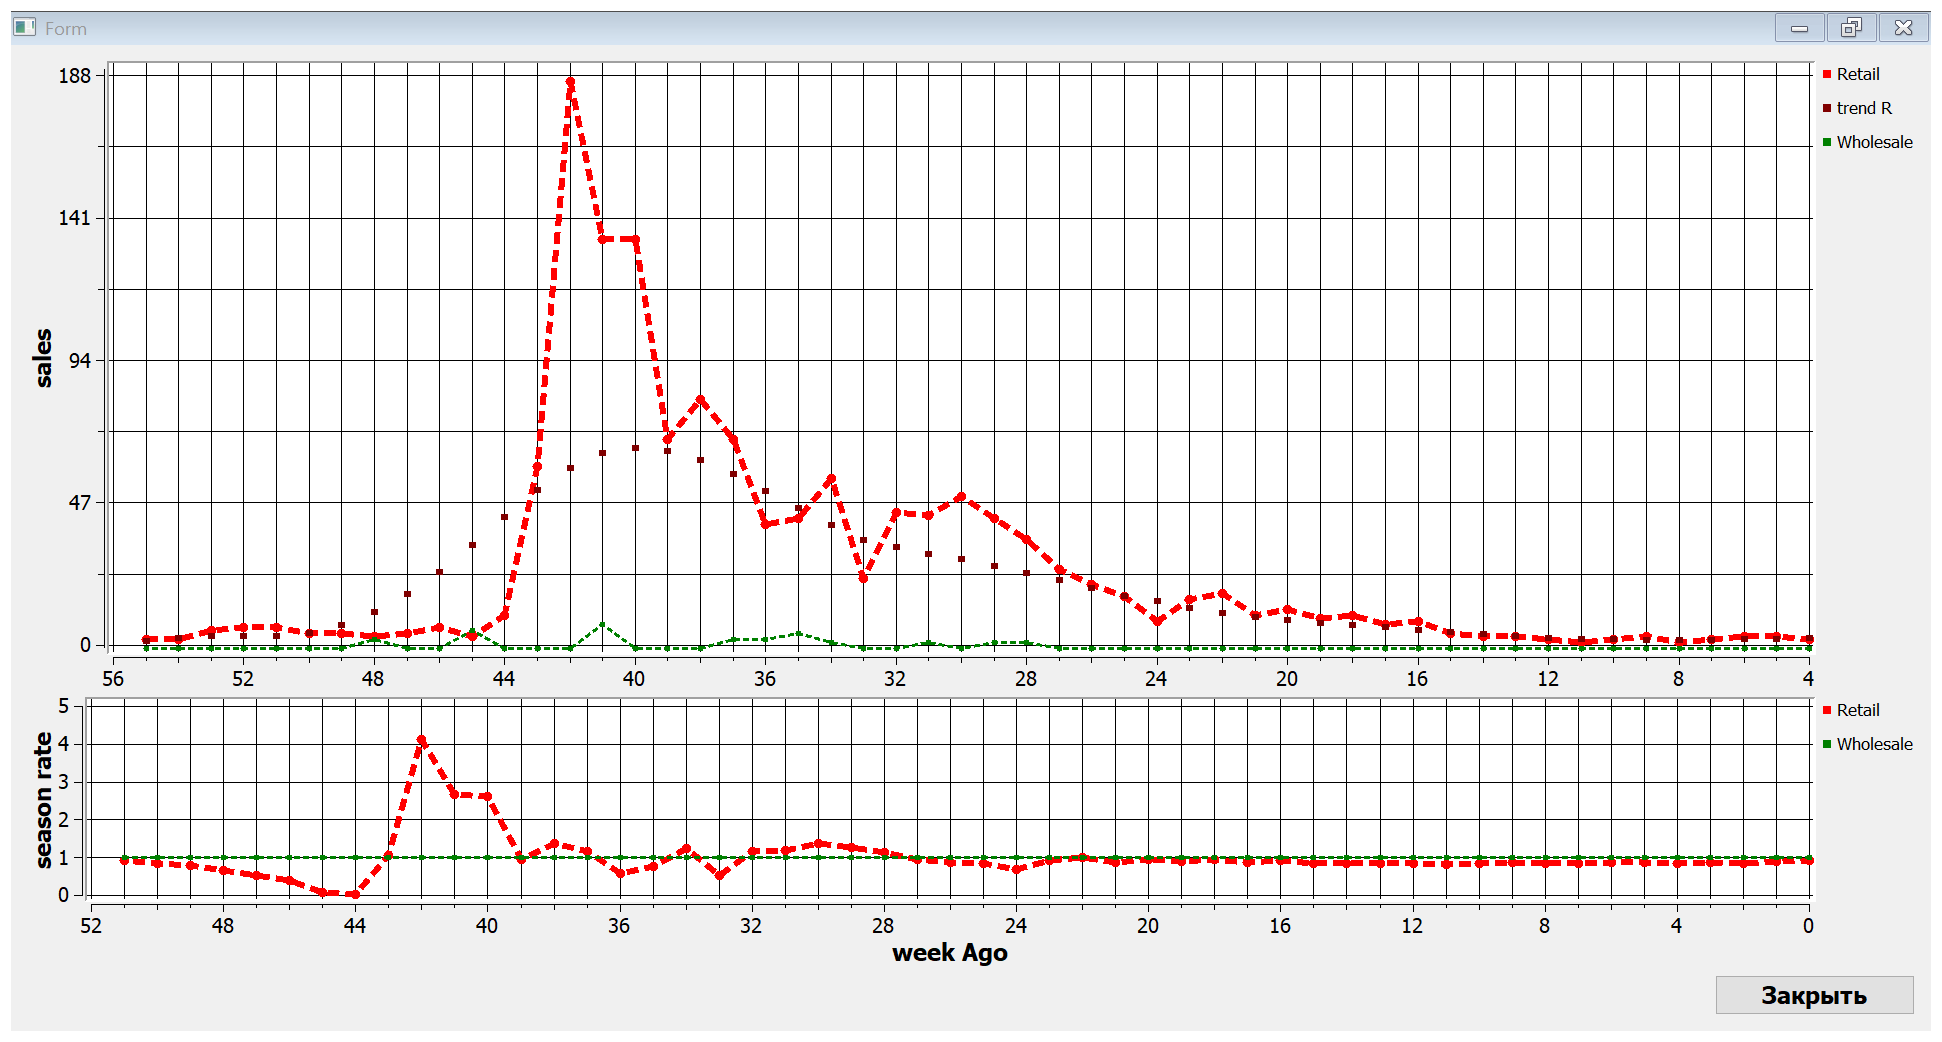 Form
188
141
94
47
0
sales
Retail
trend R
Wholesale
56 52 48 44 40 36 32 28 24 20 16 12 8 4
5
4
3
2
1
0
season rate
Retail
Wholesale
52 48 44 40 36 32 28 24 20 16 12 8 4 0
week Ago
Закрыть